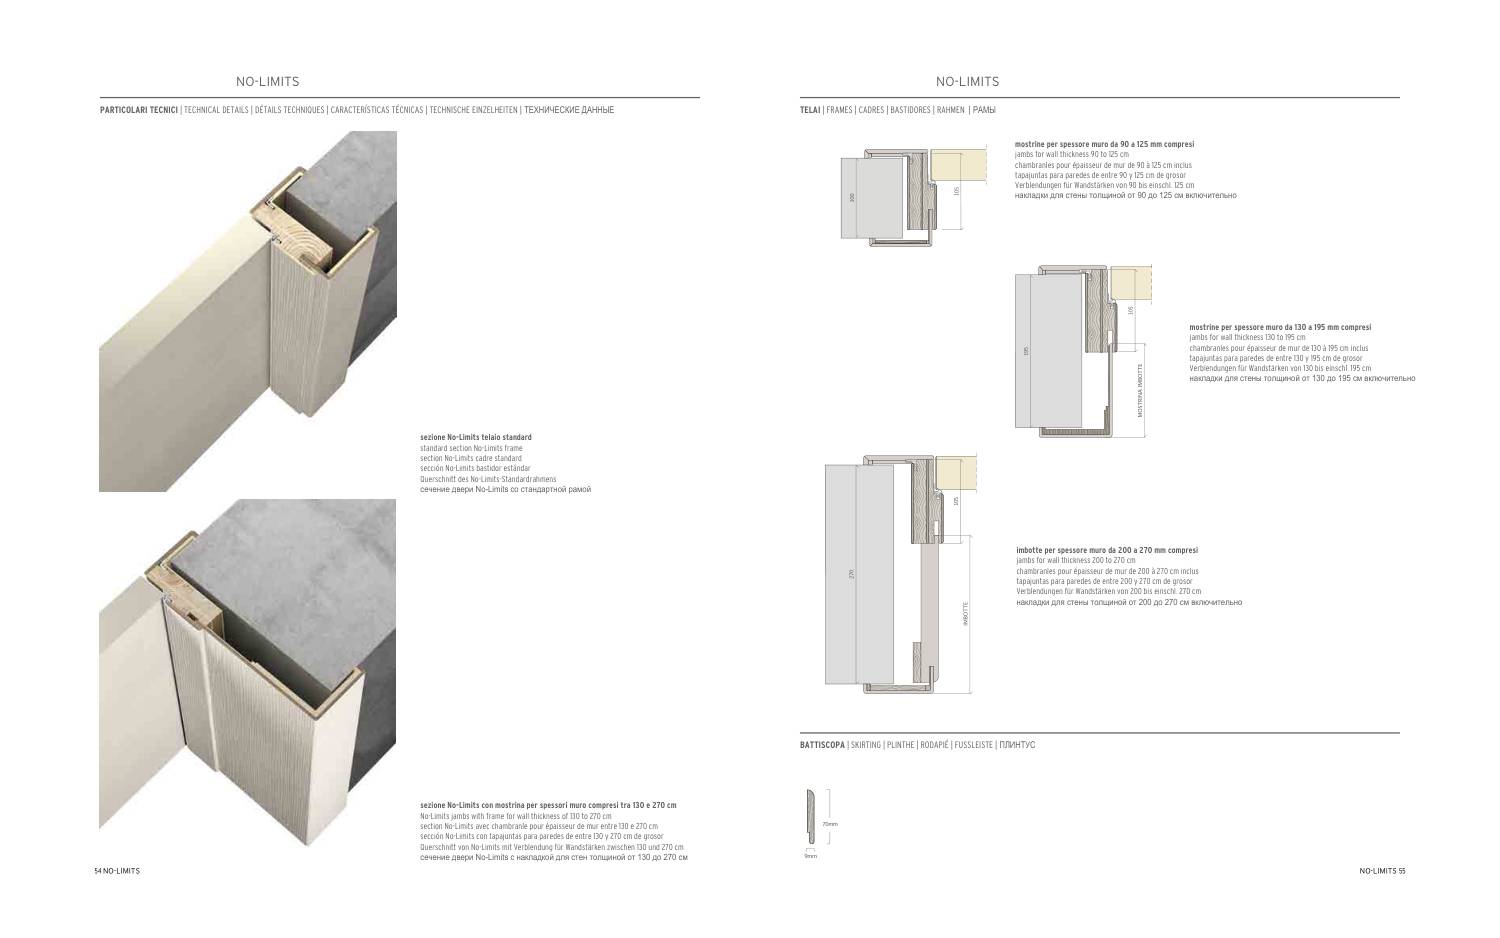 NO-LIMITS
PARTICOLARI TECNICI | TECHNICAL DETAILS | DÉTAILS TECHNIQUES | CARACTERÍSTICAS TÉCNICAS | TECHNISCHE EINZELHEITEN | ТЕХНИЧЕСКИЕ ДАННЫЕ
sezione No-Limits telaio standard
standard section No-Limits frame
section No-Limits cadre standard
sección No-Limits bastidor estándar
Querschnitt des No-Limits-Standardrahmens
сечение двери No-Limits со стандартной рамой
sezione No-Limits con mostrina per spessori muro compresi tra 130 e 270 cm
No-Limits jambs with frame for wall thickness of 130 to 270 cm
section No-Limits avec chambranle pour épaisseur de mur entre 130 e 270 cm
sección No-Limits con tapajuntas para paredes de entre 130 y 270 cm de grosor
Querschnitt von No-Limits mit Verblendung für Wandstärken zwischen 130 und 270 cm
сечение двери No-Limits с накладкой для стен толщиной от 130 до 270 см
54 NO-LIMITS
NO-LIMITS
TELAI | FRAMES | CADRES | BASTIDORES | RAHMEN | РАМЫ
100
105
mostrine per spessore muro da 90 a 125 mm compresi
jambs for wall thickness 90 to 125 cm
chambranles pour épaisseur de mur de 90 à 125 cm inclus
tapajuntas para paredes de entre 90 y 125 cm de grosor
Verblendungen für Wandstärken von 90 bis einschl. 125 cm
накладки для стены толщиной от 90 до 125 см включительно
195
105
MOSTRINA IMBOTTE
mostrine per spessore muro da 130 a 195 mm compresi
jambs for wall thickness 130 to 195 cm
chambranles pour épaisseur de mur de 130 à 195 cm inclus
tapajuntas para paredes de entre 130 y 195 cm de grosor
Verblendungen für Wandstärken von 130 bis einschl. 195 cm
накладки для стены толщиной от 130 до 195 см включительно
270
105
IMBOTTE
imbotte per spessore muro da 200 a 270 mm compresi
jambs for wall thickness 200 to 270 cm
chambranles pour épaisseur de mur de 200 à 270 cm inclus
tapajuntas para paredes de entre 200 y 270 cm de grosor
Verblendungen für Wandstärken von 200 bis einschl. 270 cm
накладки для стены толщиной от 200 до 270 см включительно
BATTISCOPA | SKIRTING | PLINTHE | RODAPIÉ | FUSSLEISTE | ПЛИНТУС
70mm
9mm
NO-LIMITS 55